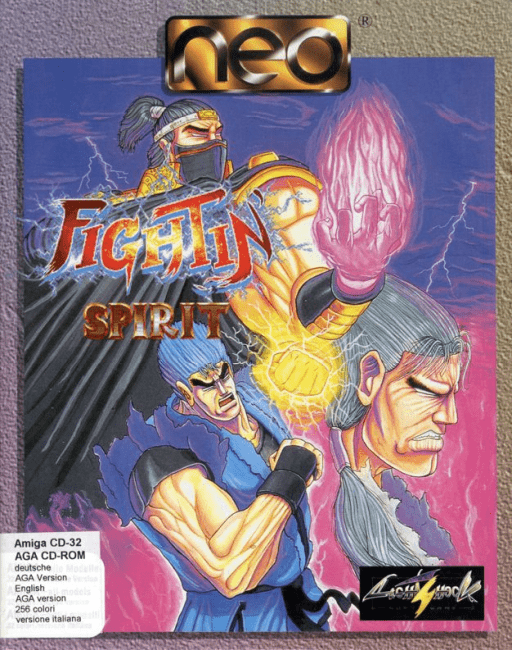 neo ®
FIGHTIN'
SPIRIT
Amiga CD-32
AGA CD-ROM
deutsche
AGA Version
English
AGA version
256 colori
versione italiana
LightShock